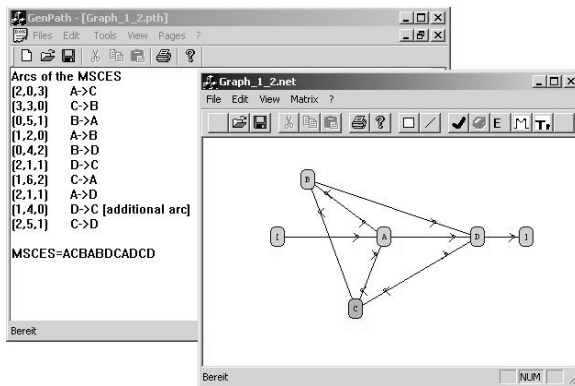 GenPath - [Graph_1_2.pth]
Files Edit Tools View Pages ?
Arcs of the MSCES
[2,0,3] A->C
[3,3,0] C->B
[0,5,1] B->A
[1,2,0] A->B
[0,4,2] B->D
[2,1,1] D->C
[1,6,2] C->A
[2,1,1] A->D
[1,4,0] D->C [additional arc]
[2,5,1] C->D
MSCES=ACBABDCADCD
Bereit
Graph_1_2.net
File Edit View Matrix ?
E
B
I
A
D
C
Bereit
NUM